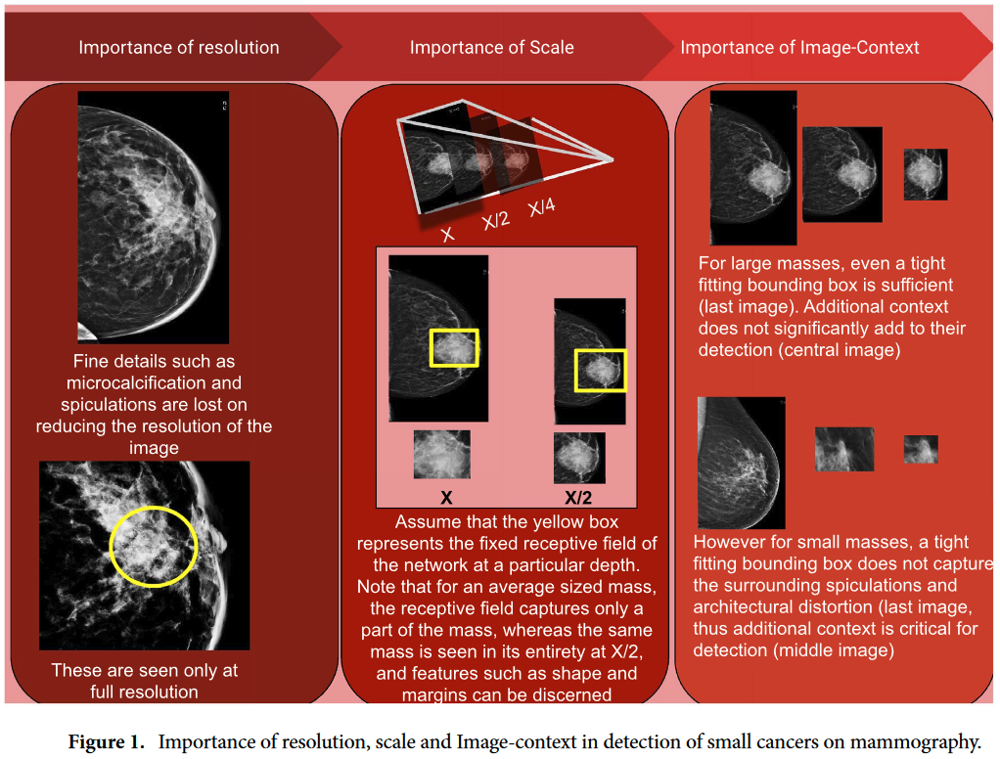 Importance of resolution
Importance of Scale
Importance of Image-Context
Fine details such as
microcalcification and
spiculations are lost on
reducing the resolution of the
image
These are seen only at
full resolution
X
X/2
X/4
X
X/2
Assume that the yellow box
represents the fixed receptive field of
the network at a particular depth.
Note that for an average sized mass,
the receptive field captures only a
part of the mass, whereas the same
mass is seen in its entirety at X/2,
and features such as shape and
margins can be discerned
For large masses, even a tight
fitting bounding box is sufficient
(last image). Additional context
does not significantly add to their
detection (central image)
However for small masses, a tight
fitting bounding box does not capture
the surrounding spiculations and
architectural distortion (last image,
thus additional context is critical for
detection (middle image)
Figure 1. Importance of resolution, scale and Image-context in detection of small cancers on mammography.